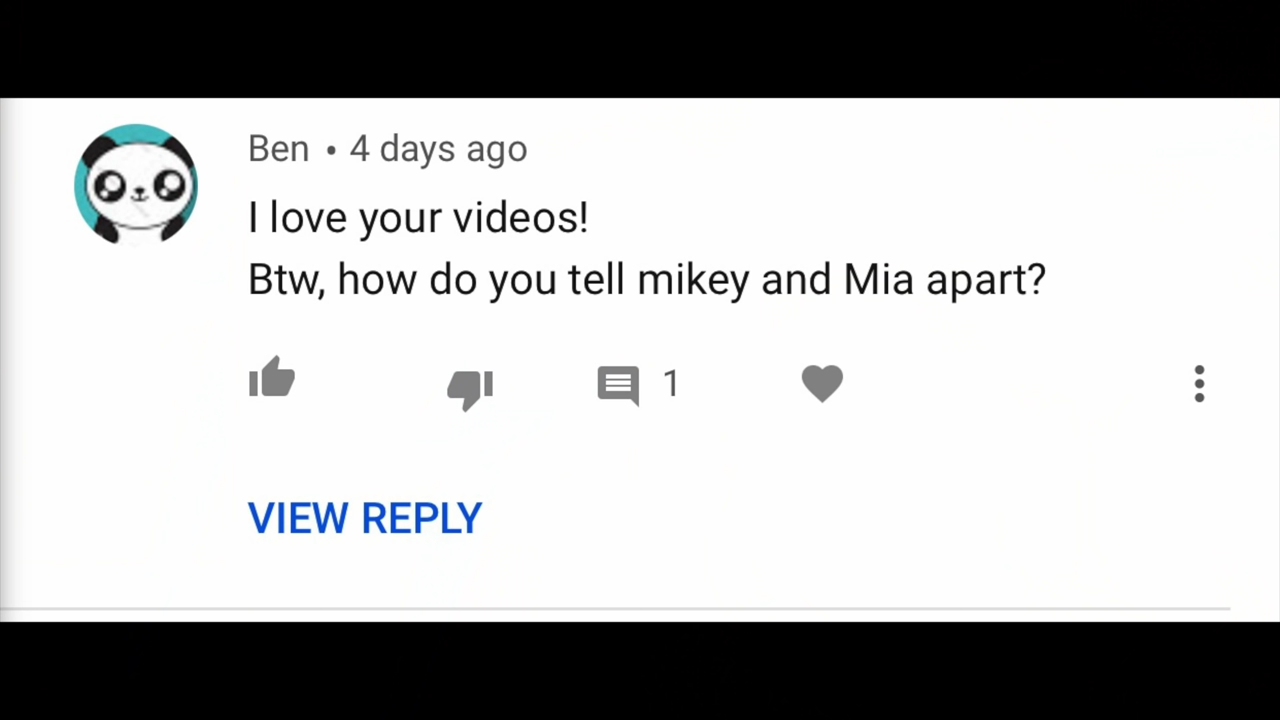 Ben • 4 days ago
I love your videos!
Btw, how do you tell mikey and Mia apart?
1
VIEW REPLY